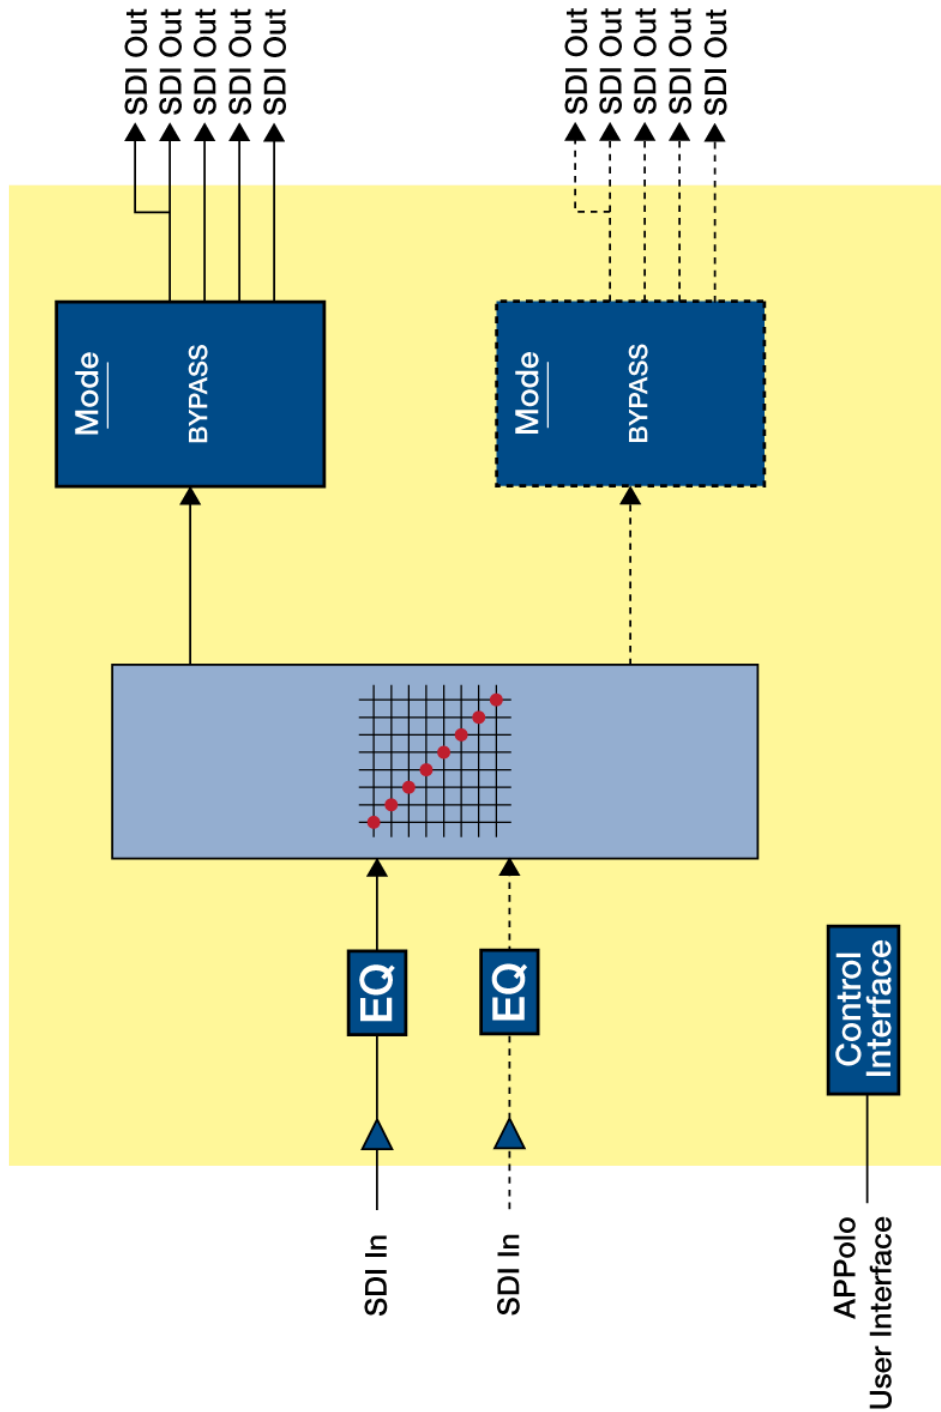 SDI Out
SDI Out
SDI Out
SDI Out
SDI Out
SDI Out
SDI Out
SDI Out
SDI Out
SDI Out
Mode
BYPASS
Mode
BYPASS
EQ
EQ
Control
Interface
SDI In
SDI In
APPolo
User Interface